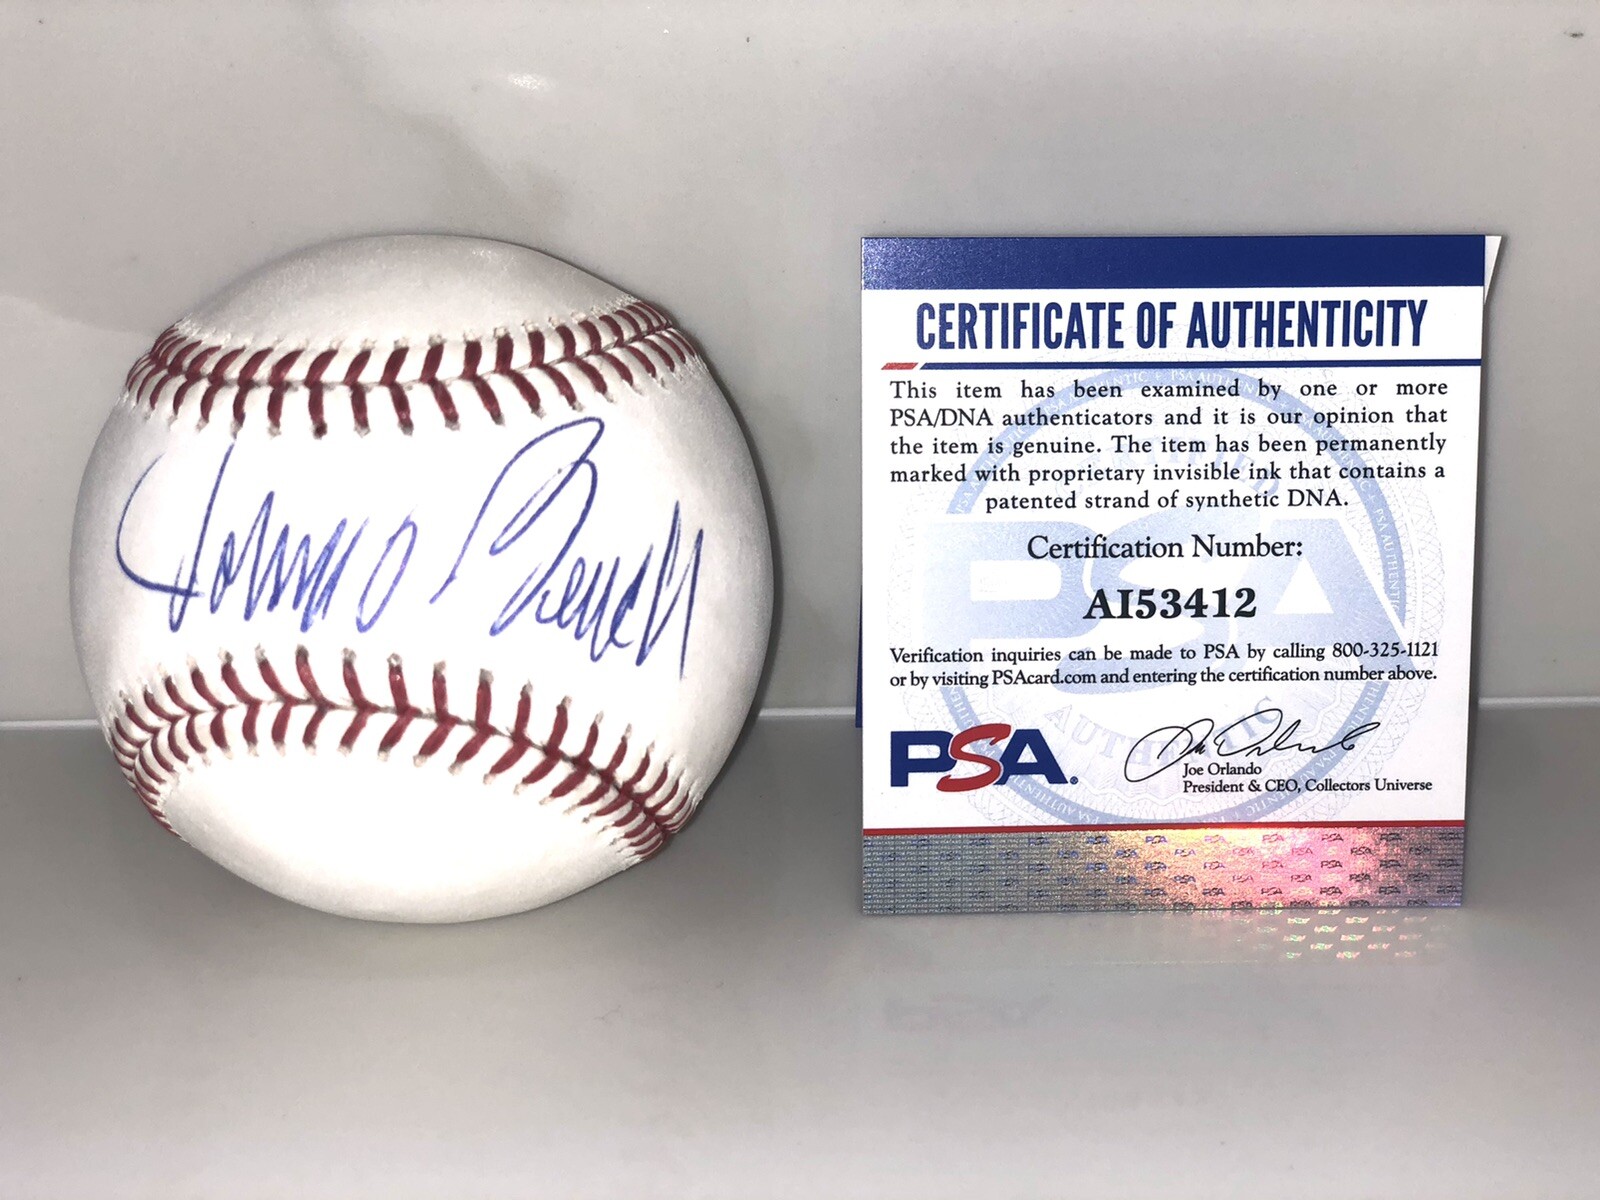 Johnny Bench
CERTIFICATE OF AUTHENTICITY
This item has been examined by one or more
PSA/DNA authenticators and it is our opinion that
the item is genuine. The item has been permanently
marked with proprietary invisible ink that contains a
patented strand of synthetic DNA.
Certification Number:
AI53412
Verification inquiries can be made to PSA by calling 800-325-1121
or by visiting PSAcard.com and entering the certification number above.
PSA
Joe Orlando
President & CEO, Collectors Universe